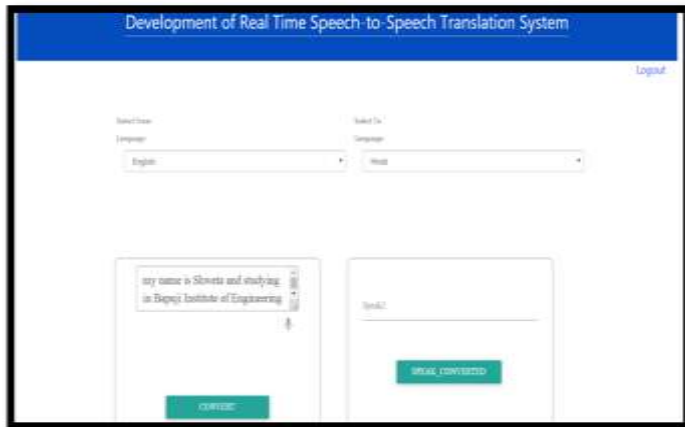 Development of Real Time Speech-to-Speech Translation System
Logout
Select From
Language:
Select To
Language:
English
Hindi
my name is Shweta and studying
in Bapuji Institute of Engineering
CONVERT
SPEAK_CONVERTED